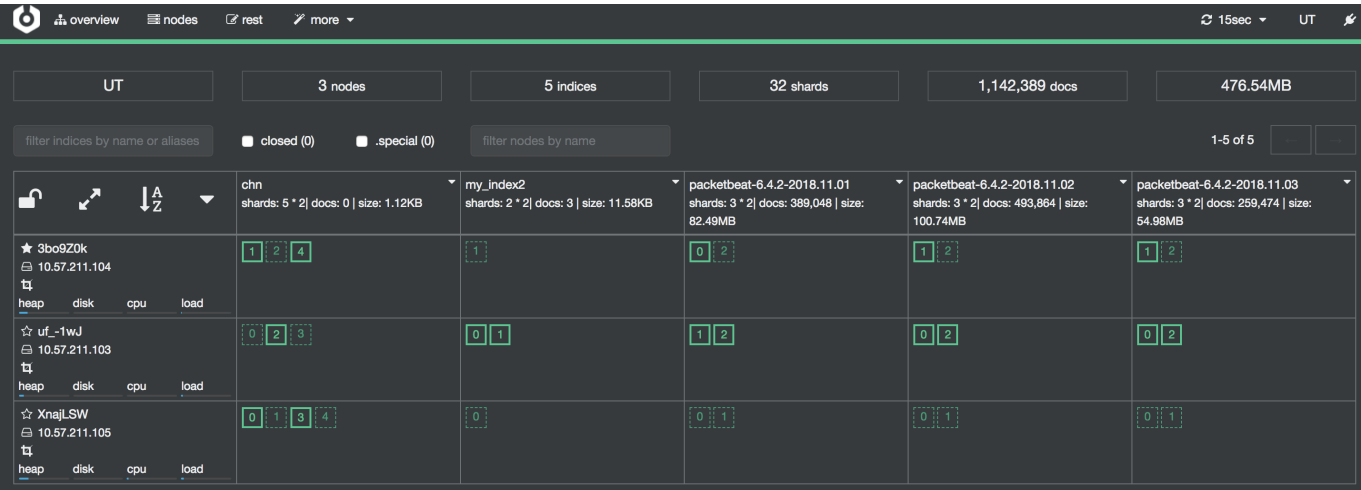 overview nodes rest more 15sec UT
UT 3 nodes 5 indices 32 shards 1,142,389 docs 476.54MB
filter indices by name or aliases closed (0) .special (0) filter nodes by name 1-5 of 5
A
Z
chn
shards: 5 * 2| docs: 0 | size: 1.12KB
my_index2
shards: 2 * 2| docs: 3 | size: 11.58KB
packetbeat-6.4.2-2018.11.01
shards: 3 * 2| docs: 389,048 | size:
82.49MB
packetbeat-6.4.2-2018.11.02
shards: 3 * 2| docs: 493,864 | size:
100.74MB
packetbeat-6.4.2-2018.11.03
shards: 3 * 2| docs: 259,474 | size:
54.98MB
3bo9Z0k
10.57.211.104
heap disk cpu load
1 2 4
1
0 2
1 2
1 2
uf_-1wJ
10.57.211.103
heap disk cpu load
0 2 3
0 1
1 2
0 2
0 2
XnajLSW
10.57.211.105
heap disk cpu load
0 1 3 4
0
0 1
0 1
0 1